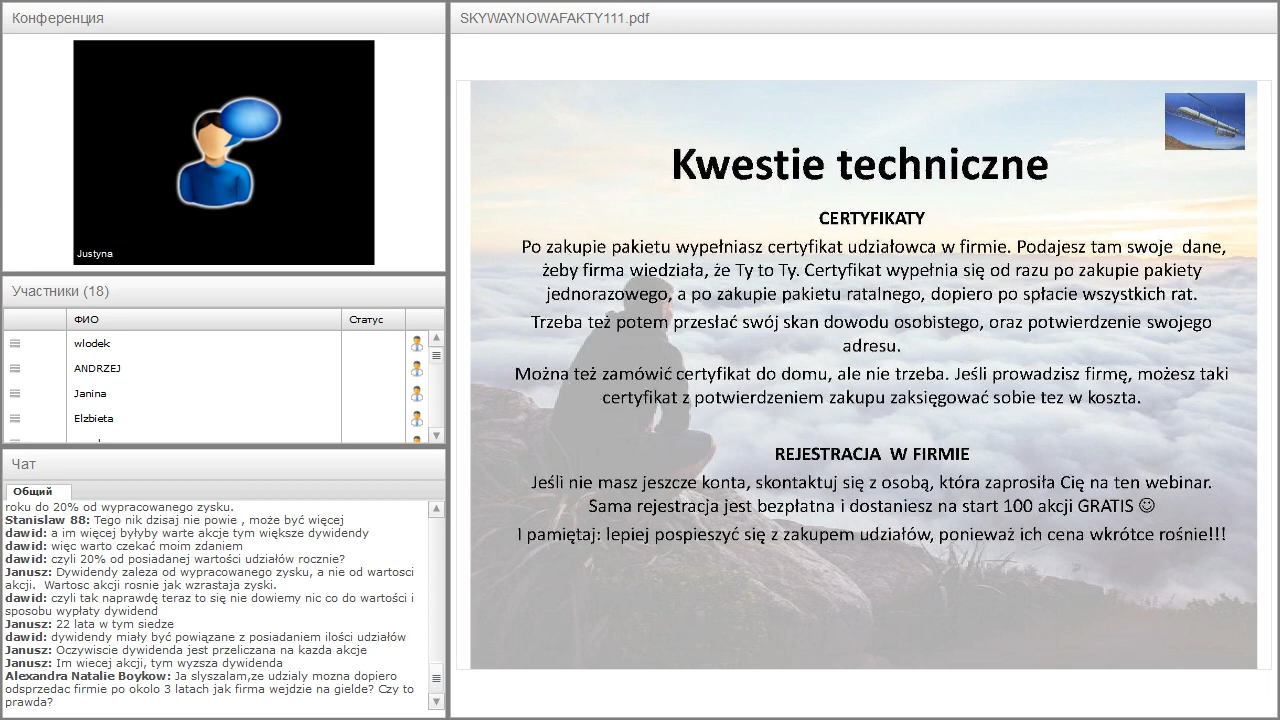 Конференция
Justyna
Участники (18)
ФИО
Статус
wlodek
ANDRZEJ
Janina
Elzbieta
Чат
Общий
roku do 20% od wypracowanego zysku.
Stanislaw 88: Tego nik dzisaj nie powie , może być więcej
dawid: a im więcej byłyby warte akcje tym większe dywidendy
dawid: więc warto czekać moim zdaniem
dawid: czyli 20% od posiadanej wartości udziałów rocznie?
Janusz: Dywidendy zaleza od wypracowanego zysku, a nie od wartosci
akcji.  Wartosc akcji rosnie jak wzrastaja zyski.
dawid: czyli tak naprawdę teraz to się nie dowiemy nic co do wartości i
sposobu wypłaty dywidend
Janusz: 22 lata w tym siedze
dawid: dywidendy miały być powiązane z posiadaniem ilości udziałów
Janusz: Oczywiscie dywidenda jest przeliczana na kazda akcje
Janusz: Im wiecej akcji, tym wyzsza dywidenda
Alexandra Natalie Boykow: Ja slyszalam,ze udzialy mozna dopiero
odsprzedac firmie po okolo 3 latach jak firma wejdzie na gielde? Czy to
prawda?
SKYWAYNOWAFAKTY111.pdf
Kwestie techniczne
CERTYFIKATY
Po zakupie pakietu wypełniasz certyfikat udziałowca w firmie. Podajesz tam swoje  dane,
żeby firma wiedziała, że Ty to Ty. Certyfikat wypełnia się od razu po zakupie pakiety
jednorazowego, a po zakupie pakietu ratalnego, dopiero po spłacie wszystkich rat.
Trzeba też potem przesłać swój skan dowodu osobistego, oraz potwierdzenie swojego
adresu.
Można też zamówić certyfikat do domu, ale nie trzeba. Jeśli prowadzisz firmę, możesz taki
certyfikat z potwierdzeniem zakupu zaksięgować sobie tez w koszta.
REJESTRACJA  W FIRMIE
Jeśli nie masz jeszcze konta, skontaktuj się z osobą, która zaprosiła Cię na ten webinar.
Sama rejestracja jest bezpłatna i dostaniesz na start 100 akcji GRATIS ☺
I pamiętaj: lepiej pospieszyć się z zakupem udziałów, ponieważ ich cena wkrótce rośnie!!!